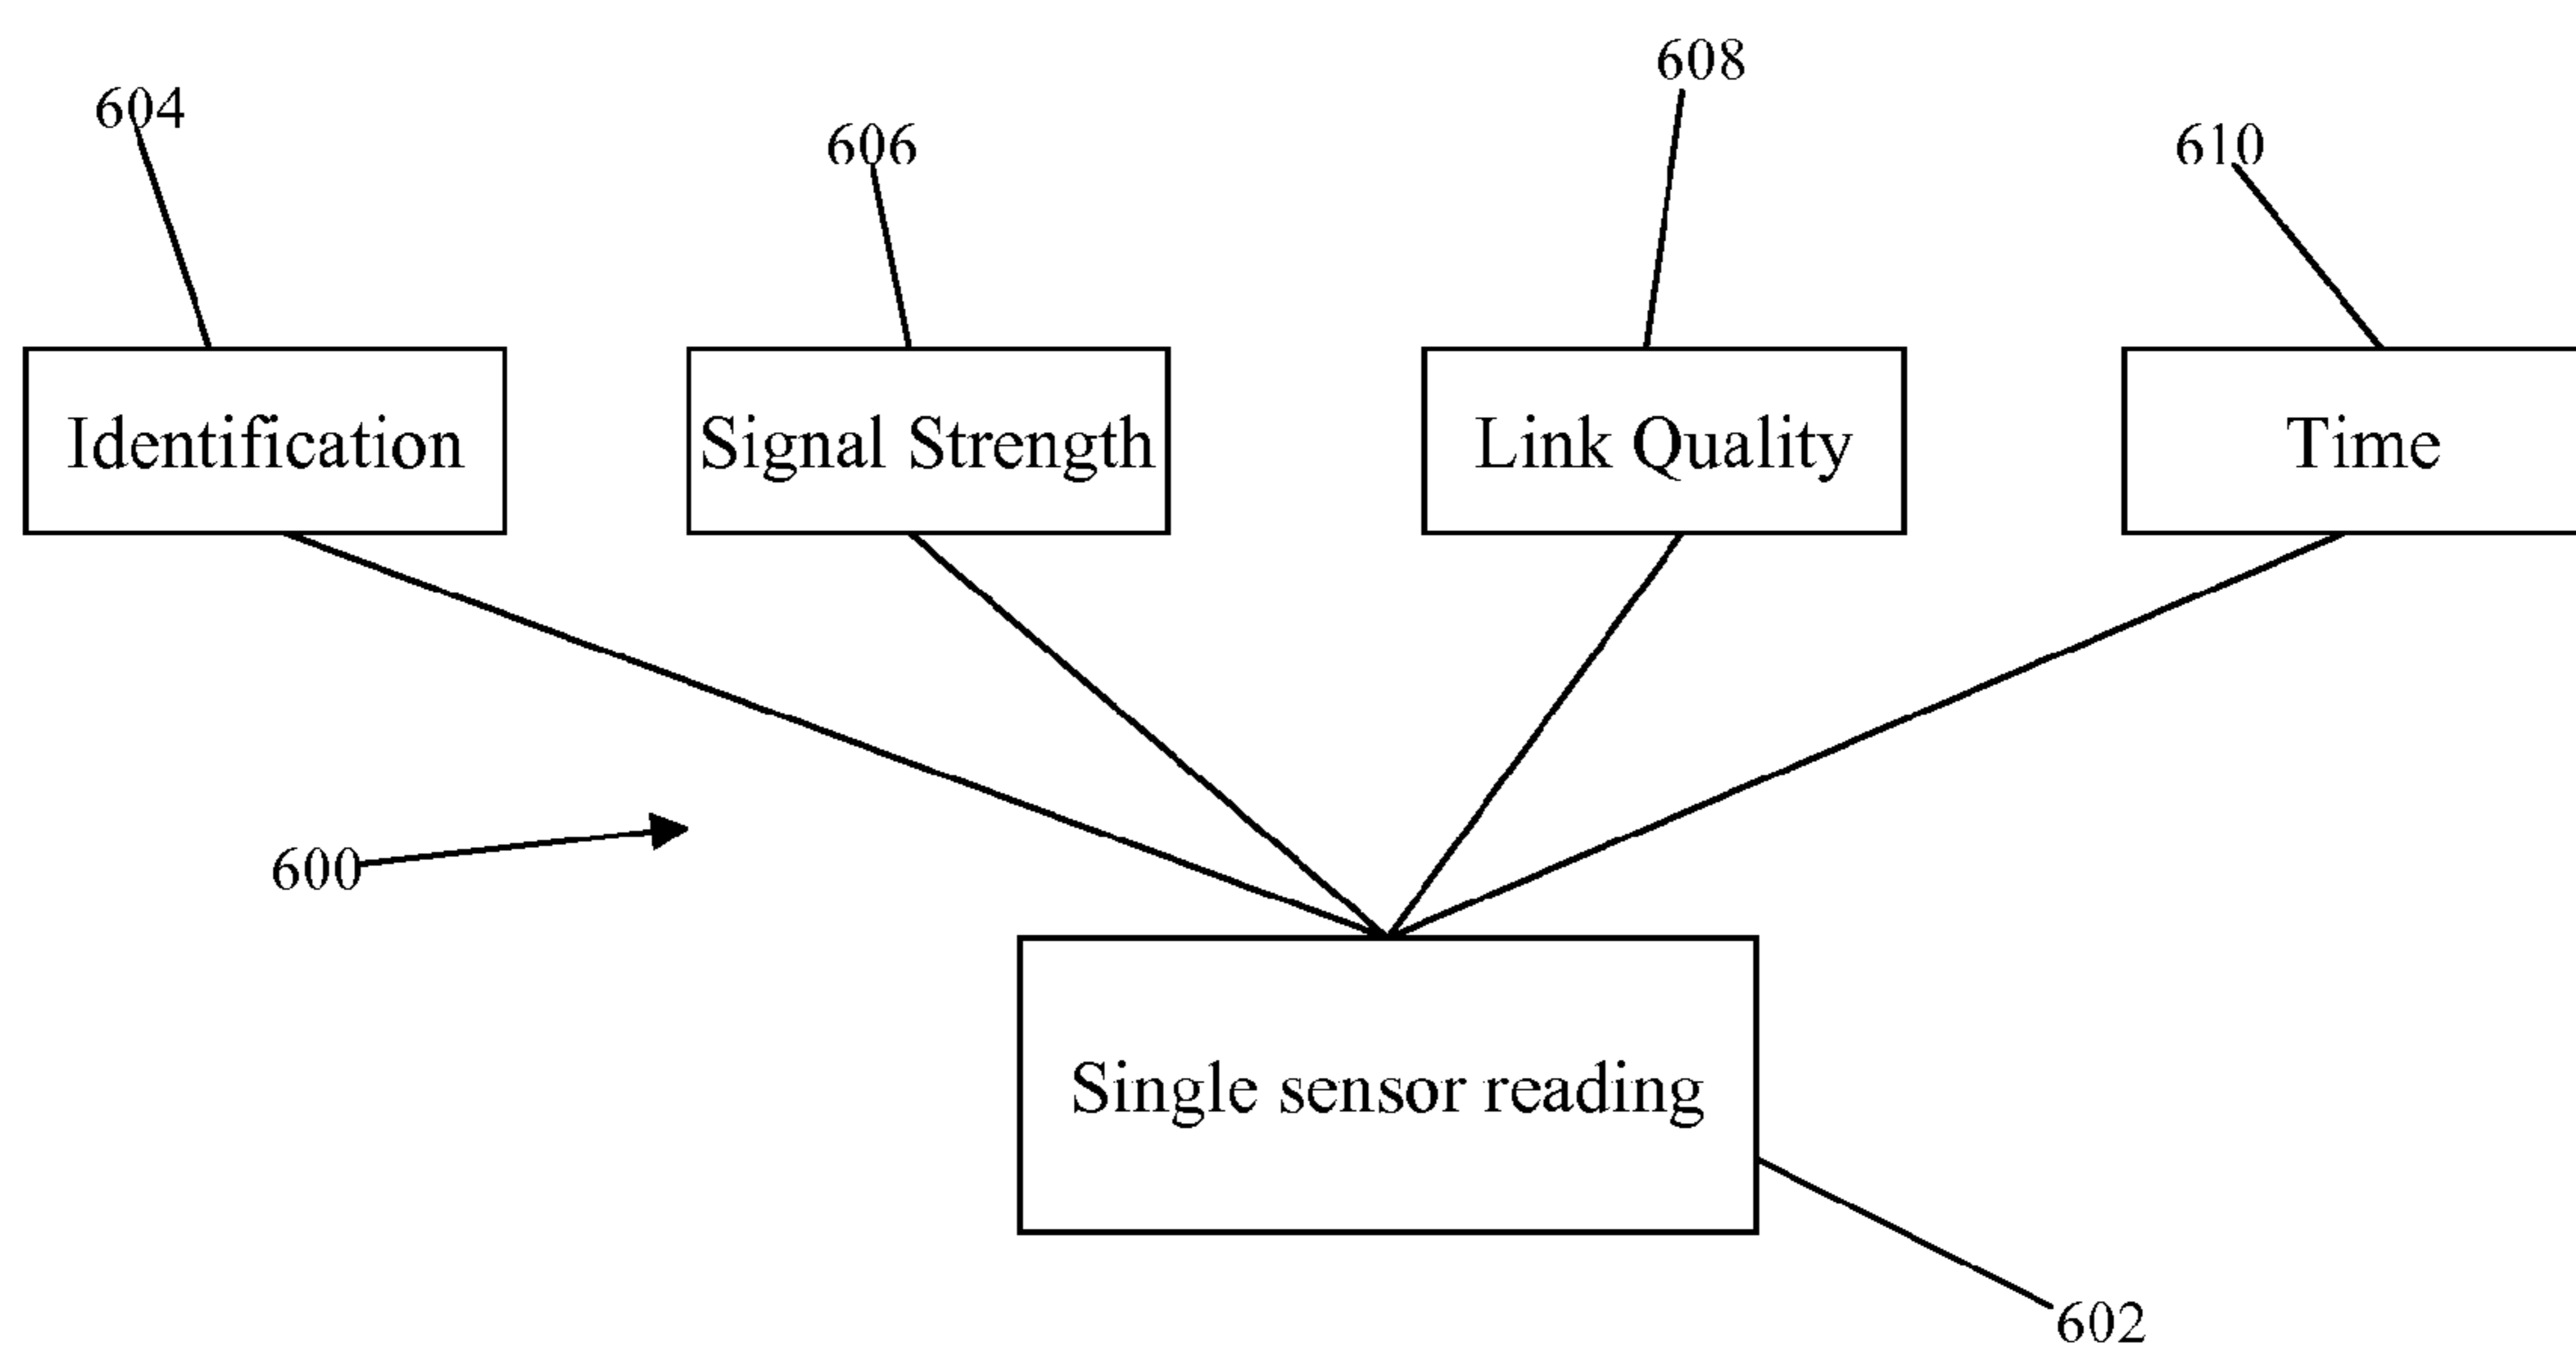 608
604
606
610
Identification
Signal Strength
Link Quality
Time
600
Single sensor reading
602